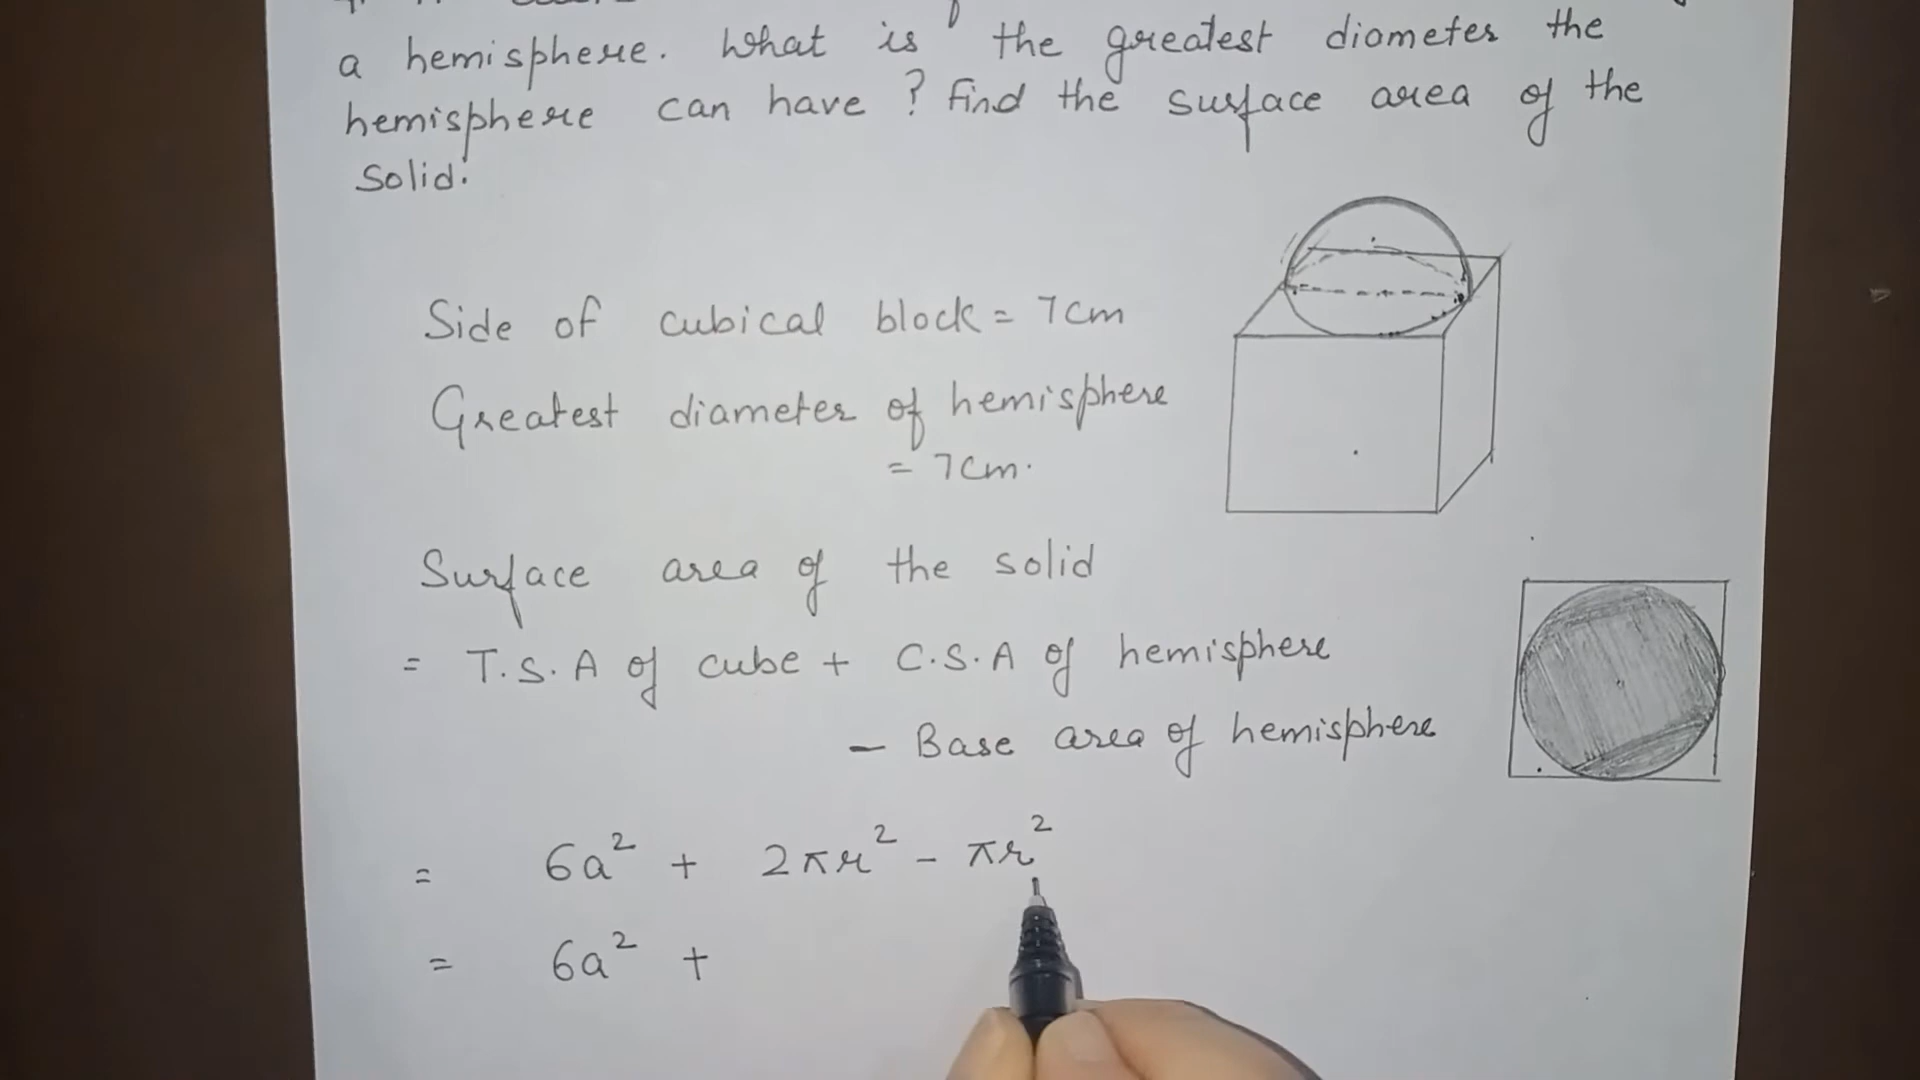 a hemisphere. What is the greatest diameter the
hemisphere can have ? Find the surface area of the
Solid.
Side of cubical block = 7cm
Greatest diameter of hemisphere
= 7cm.
Surface area of the solid
= T.S.A of cube + C.S.A of hemisphere
— Base area of hemisphere
= 6a² + 2πr² - πr²
= 6a² +